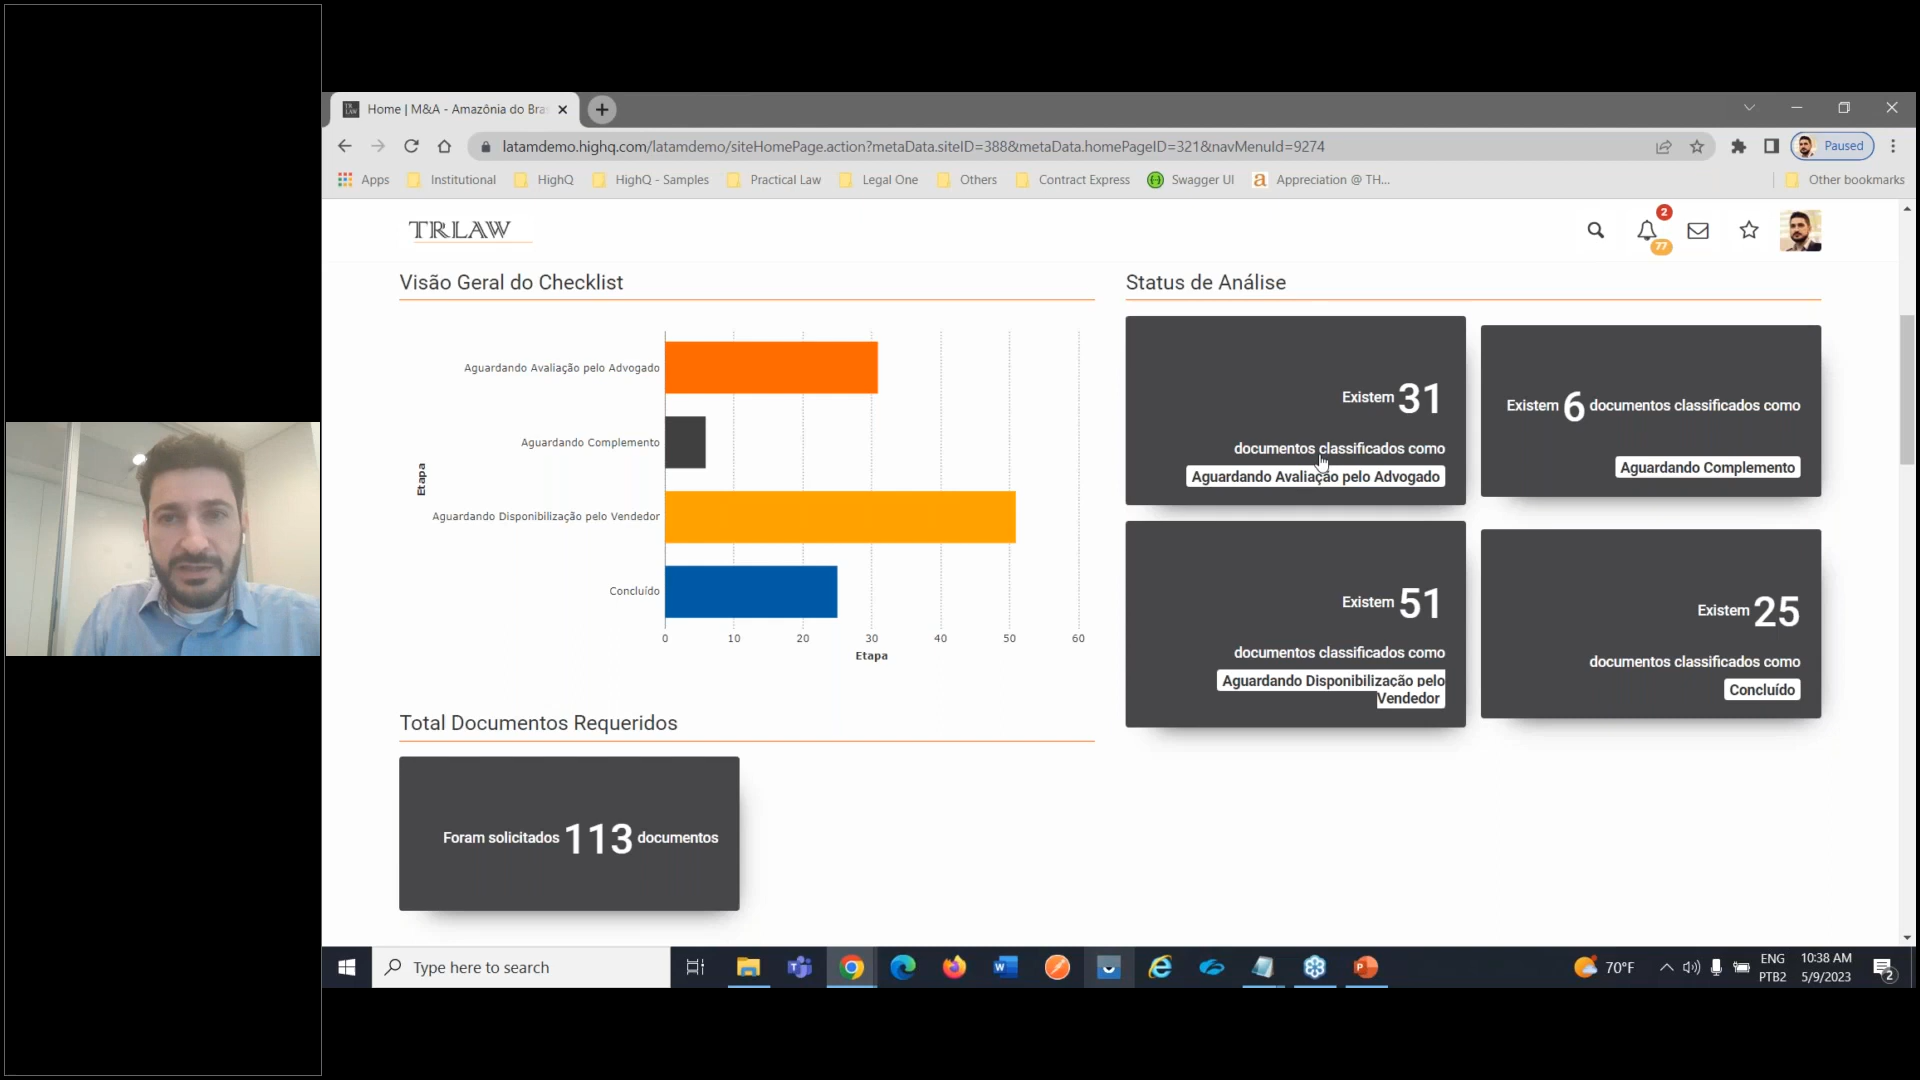 Home | M&A - Amazônia do Bra
latamdemo.highq.com/latamdemo/siteHomePage.action?metaData.siteID=388&metaData.homePageID=321&navMenuId=9274
Paused
Apps
Institutional
HighQ
HighQ - Samples
Practical Law
Legal One
Others
Contract Express
Swagger UI
a
Appreciation @ TH...
Other bookmarks
TRLAW
2
77
Visão Geral do Checklist
Etapa
Aguardando Avaliação pelo Advogado
Aguardando Complemento
Aguardando Disponibilização pelo Vendedor
Concluído
0 10 20 30 40 50 60
Etapa
Status de Análise
Existem 31
documentos classificados como
Aguardando Avaliação pelo Advogado
Existem 6 documentos classificados como
Aguardando Complemento
Existem 51
documentos classificados como
Aguardando Disponibilização pelo
Vendedor
Existem 25
documentos classificados como
Concluído
Total Documentos Requeridos
Foram solicitados 113 documentos
Type here to search
70°F
ENG
PTB2
10:38 AM
5/9/2023
2